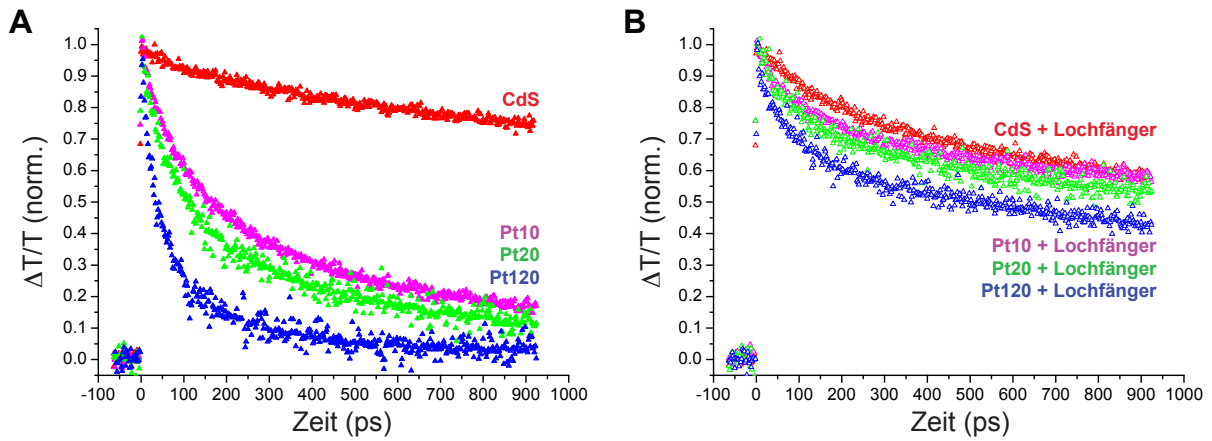 A
ΔT/T (norm.)
1.0
0.9
0.8
0.7
0.6
0.5
0.4
0.3
0.2
0.1
0.0
CdS
Pt10
Pt20
Pt120
-100 0 100 200 300 400 500 600 700 800 900 1000
Zeit (ps)
B
ΔT/T (norm.)
1.0
0.9
0.8
0.7
0.6
0.5
0.4
0.3
0.2
0.1
0.0
CdS + Lochfänger
Pt10 + Lochfänger
Pt20 + Lochfänger
Pt120 + Lochfänger
-100 0 100 200 300 400 500 600 700 800 900 1000
Zeit (ps)